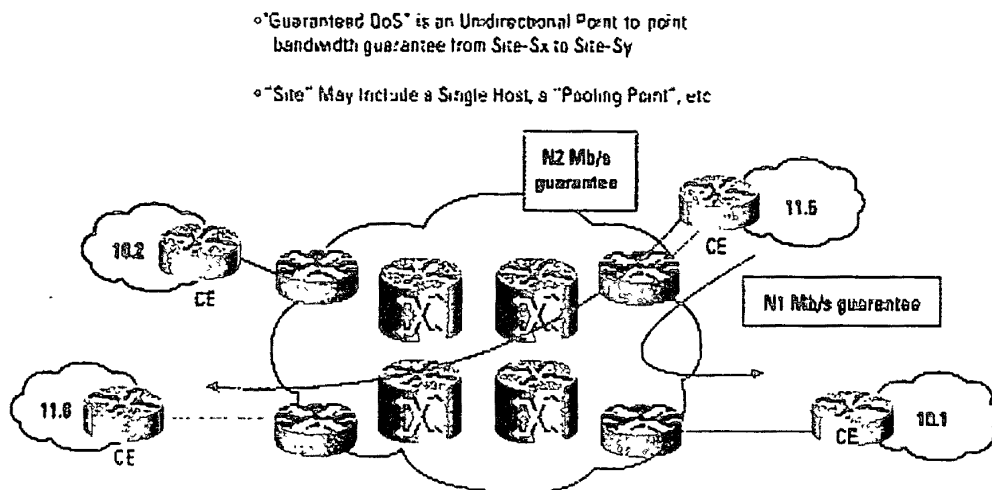 "Guaranteed QoS" is an Unidirectional Point to point
bandwidth guarantee from Site-Sx to Site-Sy
"Site" May Include a Single Host, a "Pooling Point", etc
N2 Mb/s
guarantee
11.5
CE
10.2
CE
N1 Mb/s guarantee
11.6
CE
10.1
CE